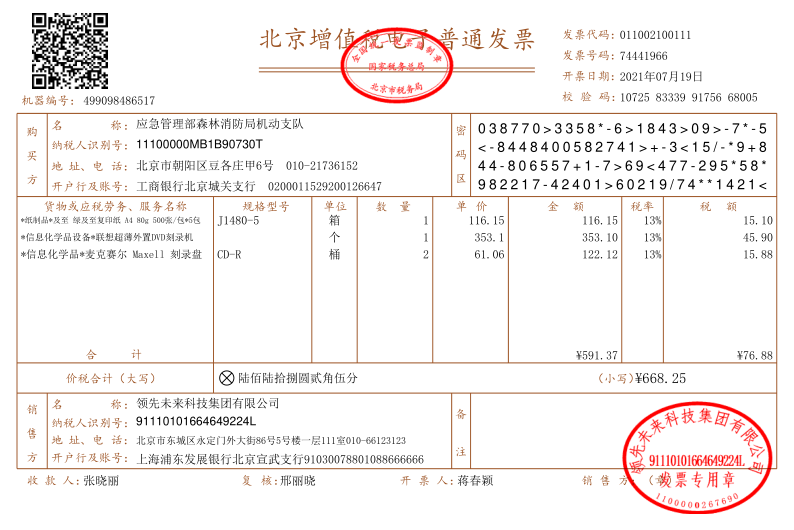 北京增值税电子普通发票
全国统一发票监制章
国家税务总局
北京市税务局
发票代码: 011002100111
发票号码: 74441966
开票日期: 2021年07月19日
校 验 码: 10725 83339 91756 68005
机器编号: 499098486517
购买方
名 称: 应急管理部森林消防局机动支队
纳税人识别号: 11100000MB1B90730T
地 址、电 话: 北京市朝阳区豆各庄甲6号 010-21736152
开户行及账号: 工商银行北京城关支行 0200011529200126647
密码区
038770>3358*-6>1843>09>-7*-5
<-8448400582741>+-3<15/-*9+8
44-806557+1-7>69<477-295*58*
982217-42401>60219/74**1421<
货物或应税劳务、服务名称 规格型号 单位 数 量 单 价 金 额 税率 税 额
*纸制品*及至 绿及至复印纸 A4 80g 500张/包*5包 J1480-5 箱 1 116.15 116.15 13% 15.10
*信息化学品设备*联想超薄外置DVD刻录机 个 1 353.1 353.10 13% 45.90
*信息化学品*麦克赛尔 Maxell 刻录盘 CD-R 桶 2 61.06 122.12 13% 15.88
合 计 ¥591.37 ¥76.88
价税合计（大写） ⊗陆佰陆拾捌圆贰角伍分 （小写）¥668.25
销售方
名 称: 领先未来科技集团有限公司
纳税人识别号: 91110101664649224L
地 址、电 话: 北京市东城区永定门外大街86号5号楼一层111室010-66123123
开户行及账号: 上海浦东发展银行北京宣武支行91030078801088666666
备注
领先未来科技集团有限公司
91110101664649224L
发票专用章
1100000267690
收 款 人: 张晓丽 复 核: 邢丽晓 开 票 人: 蒋春颖 销 售 方: （章）